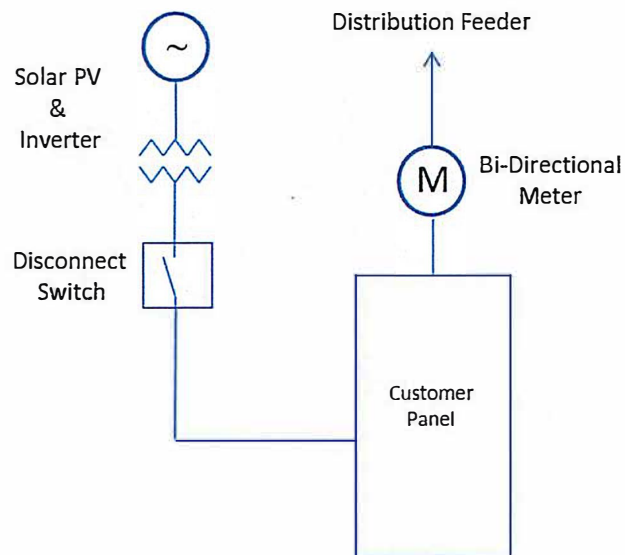 Distribution Feeder
~
Solar PV
&
Inverter
M
Bi-Directional
Meter
Disconnect
Switch
Customer
Panel